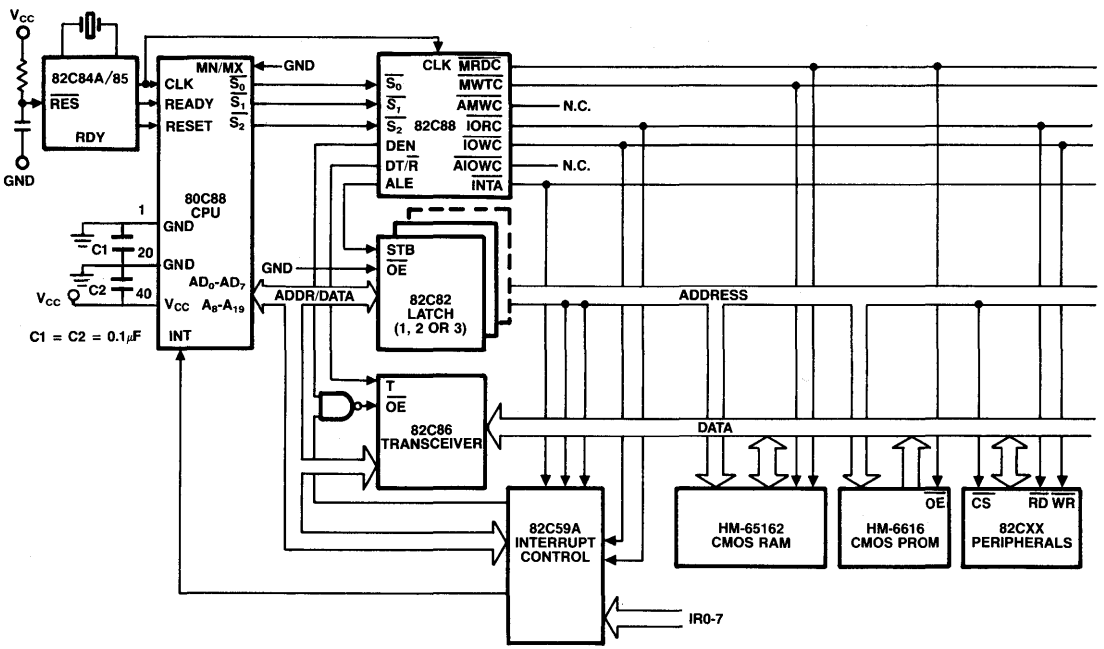 VCC
82C84A/85
RES
RDY
GND
MN/MX
CLK
READY
RESET
S0
S1
S2
GND
80C88
CPU
1
GND
C1
20
GND
C2
40
VCC
VCC
AD0-AD7
A8-A19
INT
C1 = C2 = 0.1μF
CLK
MRDC
S0
MWTC
S1
AMWC
N.C.
S2
82C88
IORC
DEN
IOWC
DT/R
AIOWC
N.C.
ALE
INTA
STB
GND
OE
ADDR/DATA
82C82
LATCH
(1, 2 OR 3)
ADDRESS
T
OE
82C86
TRANSCEIVER
DATA
82C59A
INTERRUPT
CONTROL
IR0-7
HM-65162
CMOS RAM
OE
HM-6616
CMOS PROM
CS
RD
WR
82CXX
PERIPHERALS